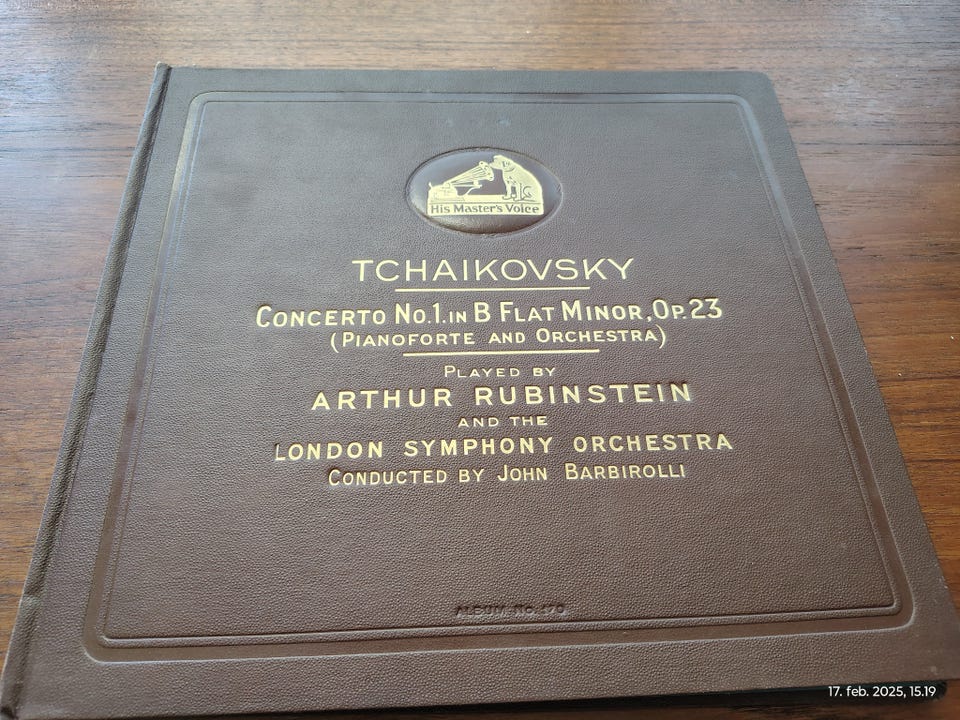 His Master's Voice
TCHAIKOVSKY
CONCERTO No.1.IN B FLAT MINOR,OP.23
(PIANOFORTE AND ORCHESTRA)
PLAYED BY
ARTHUR RUBINSTEIN
AND THE
LONDON SYMPHONY ORCHESTRA
CONDUCTED BY JOHN BARBIROLLI
ALBUM No. 170
17. feb. 2025, 15.19